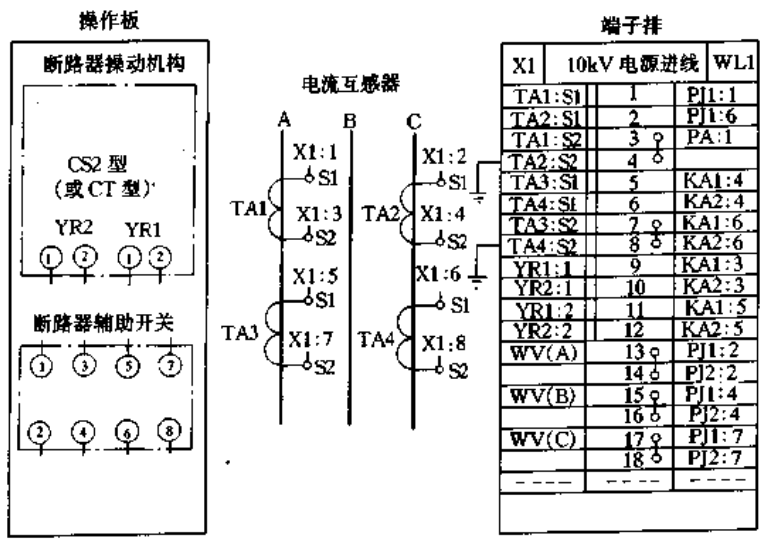 操作板
断路器操动机构
CS2 型
(或 CT 型)
YR2 YR1
1 2 1 2
断路器辅助开关
1 3 5 7
2 4 6 8
电流互感器
A B C
X1:1 X1:2
S1 S1
TA1 X1:3 TA2 X1:4
S2 S2
X1:5 X1:6
S1 S1
TA3 X1:7 TA4 X1:8
S2 S2
端子排
X1 10kV 电源进线 WL1
TA1:S1 1 PJ1:1
TA2:S1 2 PJ1:6
TA1:S2 3 PA:1
TA2:S2 4
TA3:S1 5 KA1:4
TA4:S1 6 KA2:4
TA3:S2 7 KA1:6
TA4:S2 8 KA2:6
YR1:1 9 KA1:3
YR2:1 10 KA2:3
YR1:2 11 KA1:5
YR2:2 12 KA2:5
WV(A) 13 PJ1:2
14 PJ2:2
WV(B) 15 PJ1:4
16 PJ2:4
WV(C) 17 PJ1:7
18 PJ2:7